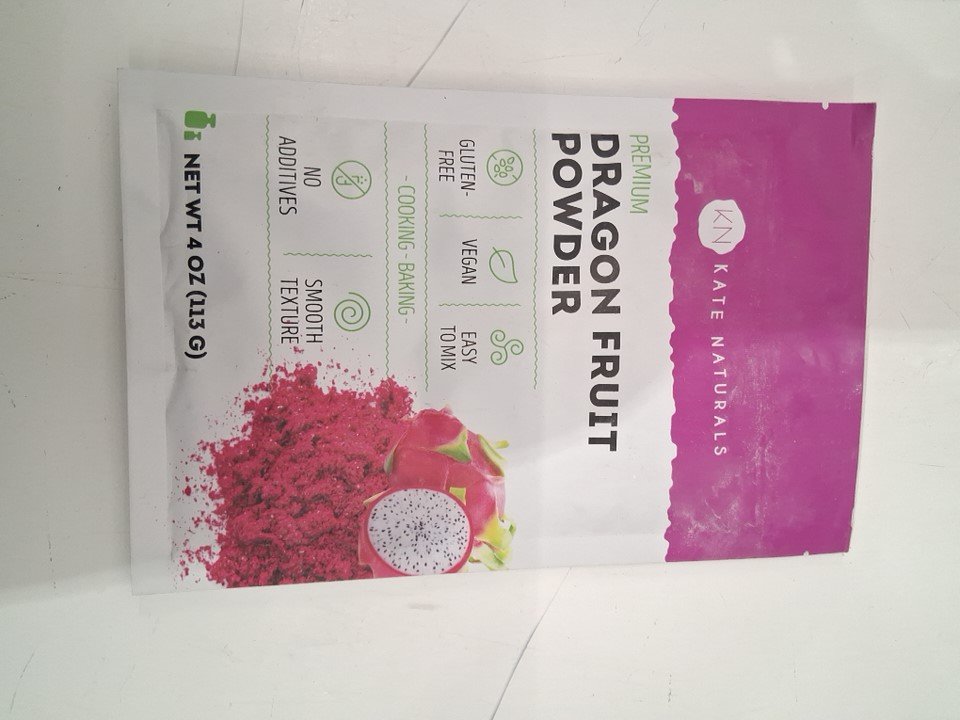 KN
KATE NATURALS
PREMIUM
DRAGON FRUIT
POWDER
GLUTEN-
FREE
VEGAN
EASY
TO MIX
- COOKING - BAKING -
NO
ADDITIVES
SMOOTH
TEXTURE
NET WT 4 OZ (113 G)